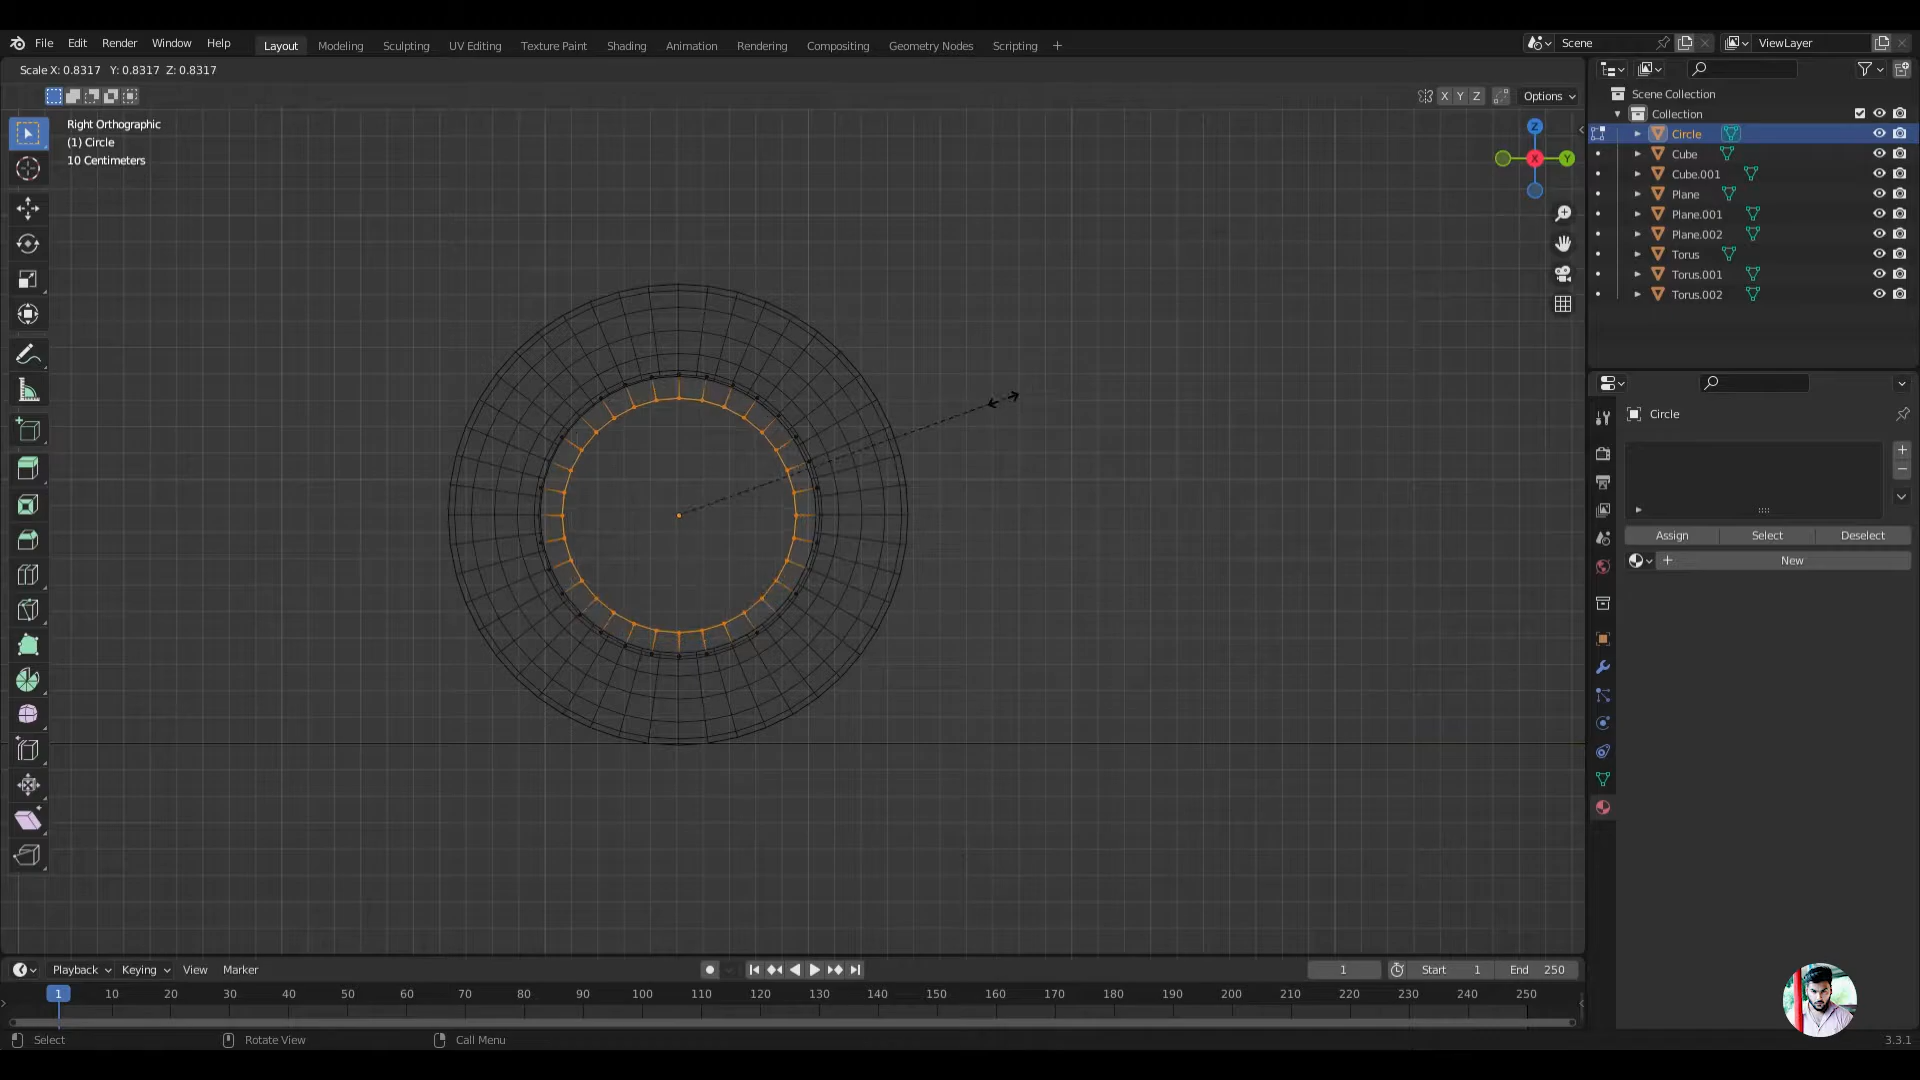 File Edit Render Window Help Layout Modeling Sculpting UV Editing Texture Paint Shading Animation Rendering Compositing Geometry Nodes Scripting + Scene ViewLayer
Scale X: 0.8317 Y: 0.8317 Z: 0.8317
X Y Z Options
Right Orthographic
(1) Circle
10 Centimeters
Z
X
Y
Scene Collection
Collection
Circle
Cube
Cube.001
Plane
Plane.001
Plane.002
Torus
Torus.001
Torus.002
Circle
Assign Select Deselect
New
Playback Keying View Marker 1 Start 1 End 250
1 10 20 30 40 50 60 70 80 90 100 110 120 130 140 150 160 170 180 190 200 210 220 230 240 250
Select Rotate View Call Menu 3.3.1